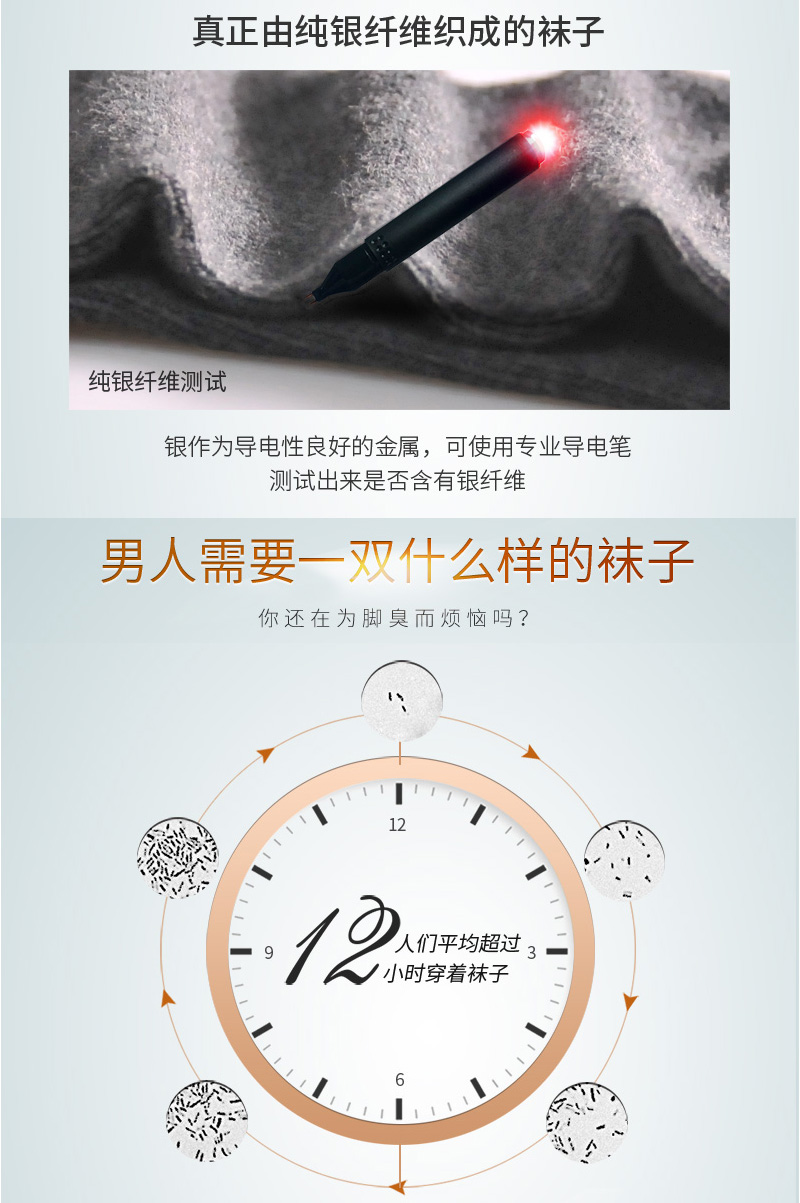 真正由纯银纤维织成的袜子
纯银纤维测试
银作为导电性良好的金属，可使用专业导电笔
测试出来是否含有银纤维
男人需要一双什么样的袜子
你还在为脚臭而烦恼吗？
12
12人们平均超过
小时穿着袜子
9
3
6